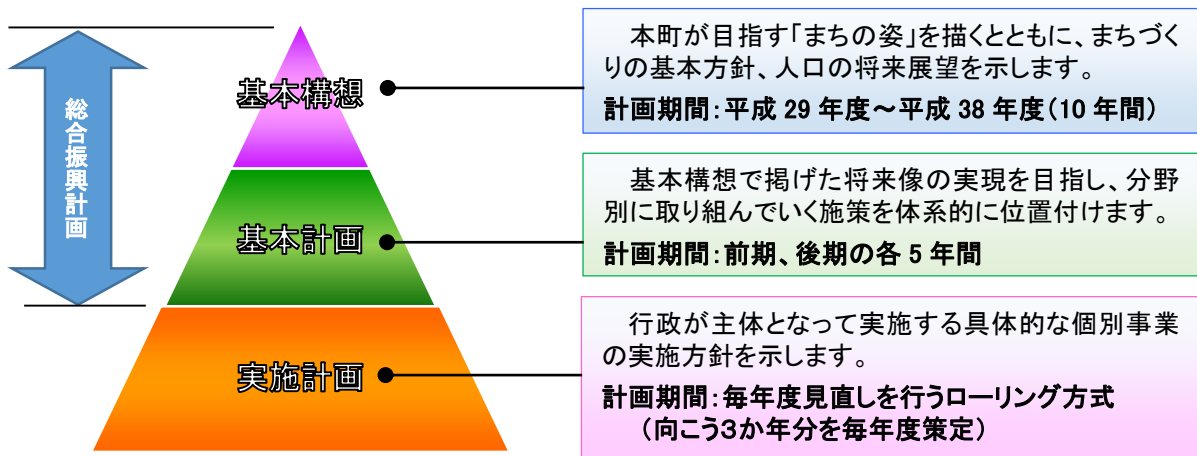 総合振興計画
基本構想
本町が目指す「まちの姿」を描くとともに、まちづく
りの基本方針、人口の将来展望を示します。
計画期間：平成 29 年度～平成 38 年度（10 年間）
基本計画
基本構想で掲げた将来像の実現を目指し、分野
別に取り組んでいく施策を体系的に位置付けます。
計画期間：前期、後期の各 5 年間
実施計画
行政が主体となって実施する具体的な個別事業
の実施方針を示します。
計画期間：毎年度見直しを行うローリング方式
（向こう３か年分を毎年度策定）